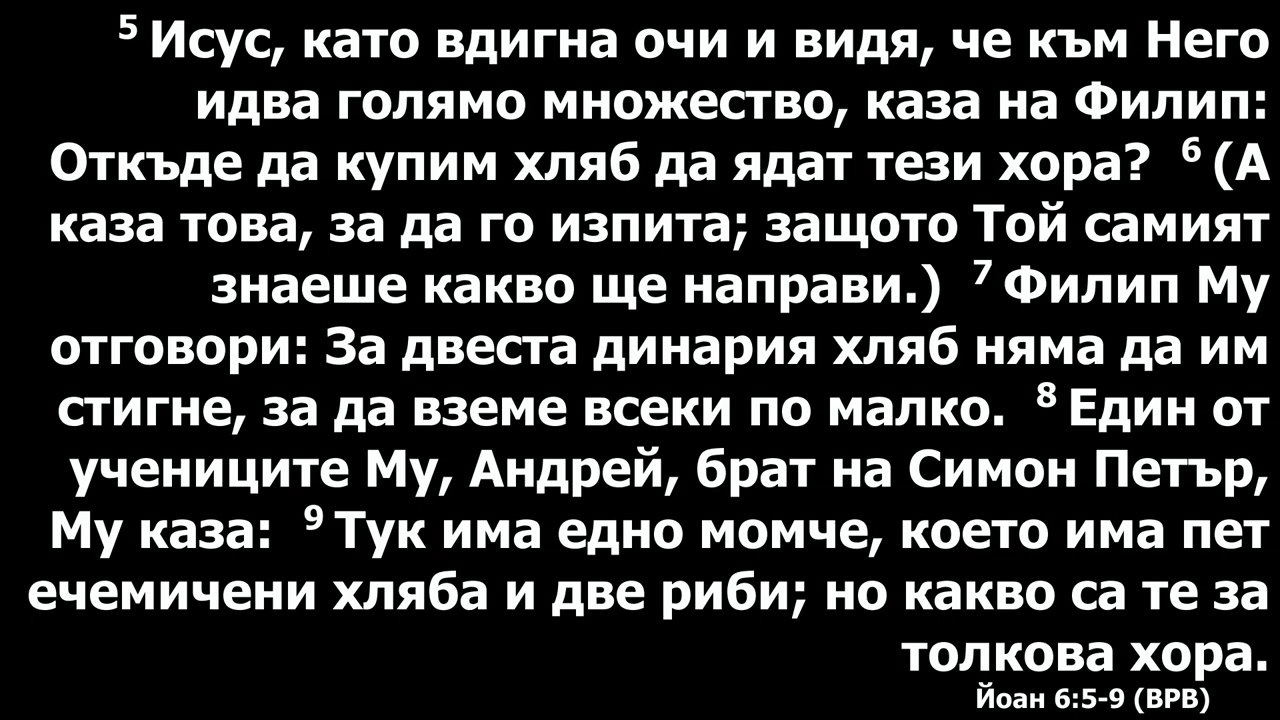 5 Исус, като вдигна очи и видя, че към Него
идва голямо множество, каза на Филип:
Откъде да купим хляб да ядат тези хора? 6 (А
каза това, за да го изпита; защото Той самият
знаеше какво ще направи.) 7 Филип Му
отговори: За двеста динария хляб няма да им
стигне, за да вземе всеки по малко. 8 Един от
учениците Му, Андрей, брат на Симон Петър,
Му каза: 9 Тук има едно момче, което има пет
ечемичени хляба и две риби; но какво са те за
толкова хора.
Йоан 6:5-9 (ВРВ)